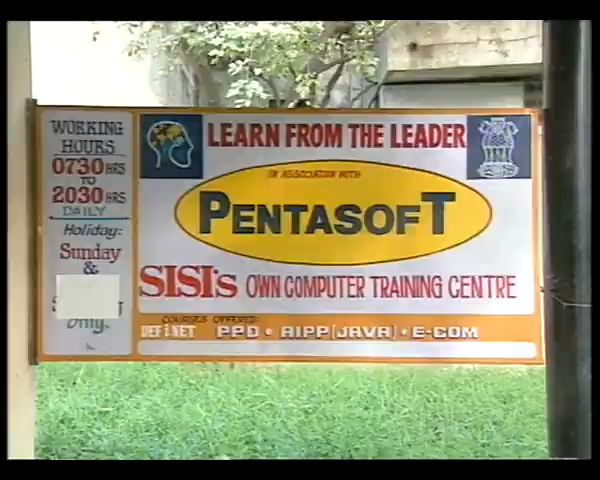 WORKING
HOURS
0730 HRS
TO
2030 HRS
DAILY
Holiday:
Sunday
&
Only.
LEARN FROM THE LEADER
IN ASSOCIATION WITH
PENTASOFT
SISI's OWN COMPUTER TRAINING CENTRE
COURSES OFFERED:
DEFINET PPD • AIPP(JAVA) • E-COM